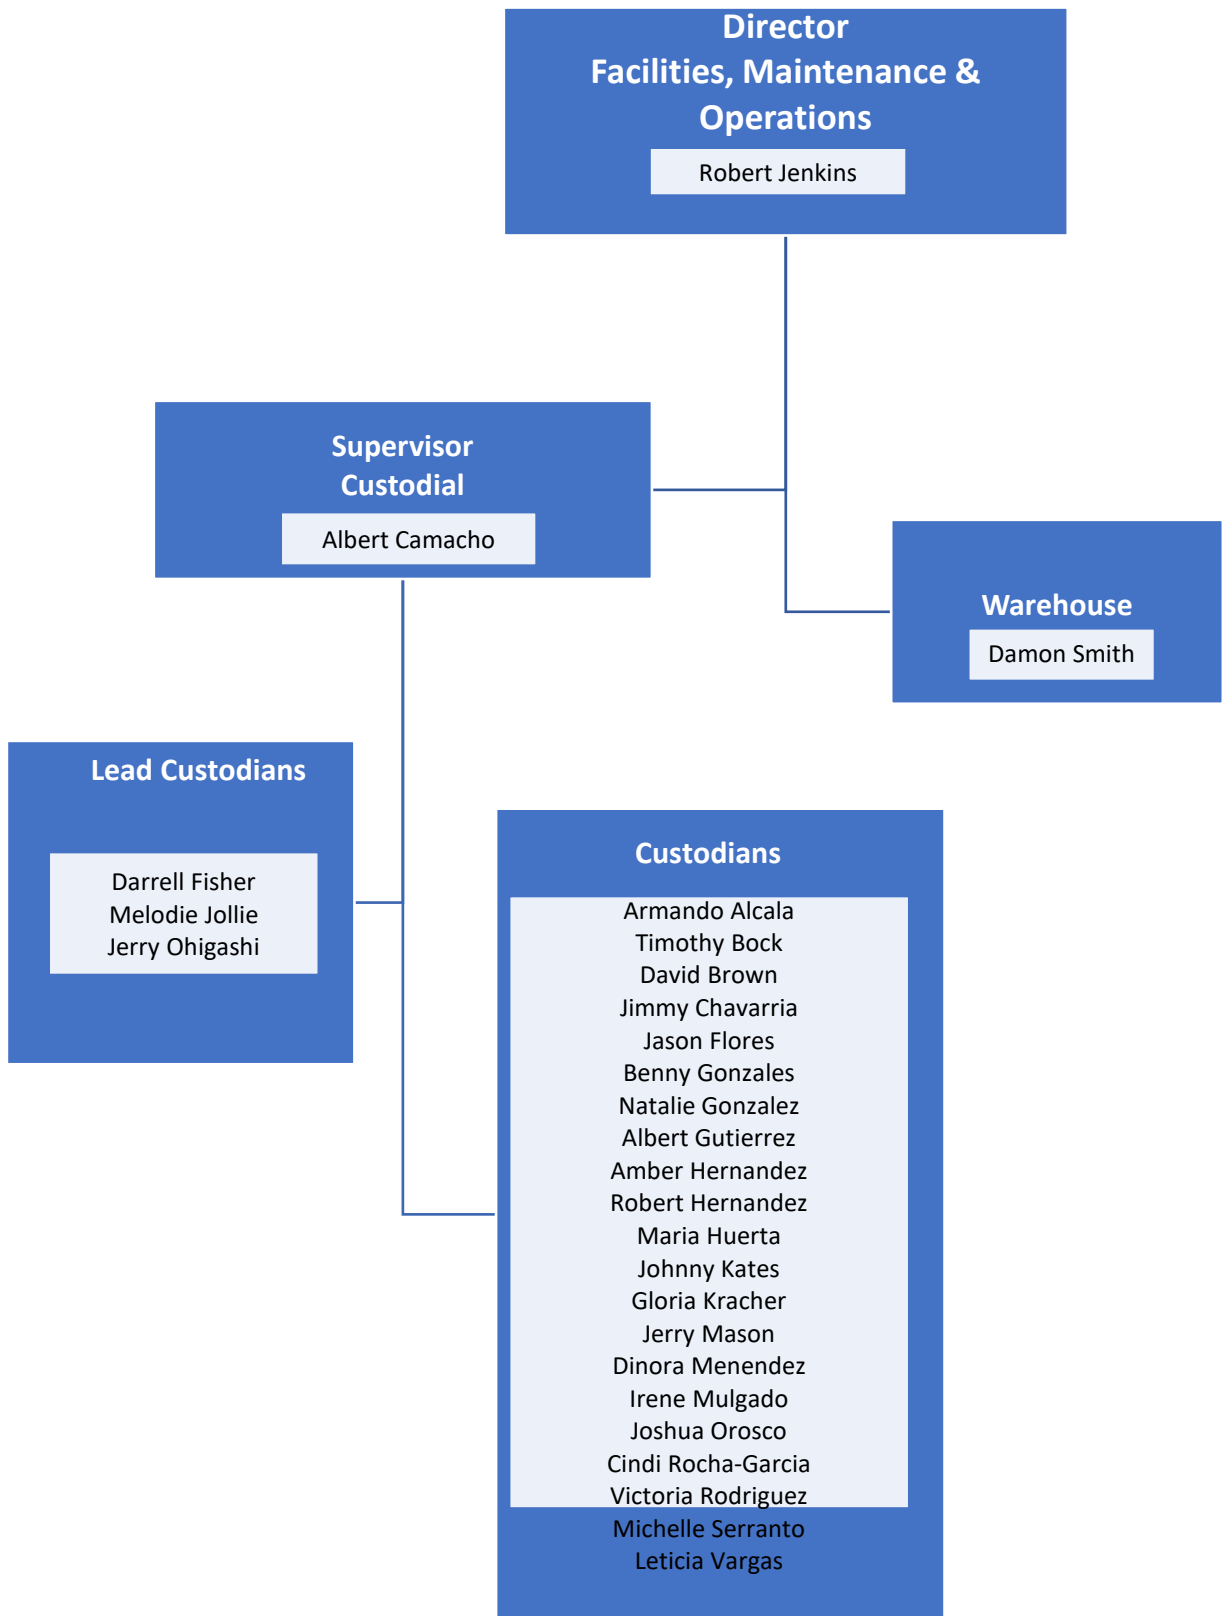 Director
Facilities, Maintenance &
Operations
Robert Jenkins
Supervisor
Custodial
Albert Camacho
Warehouse
Damon Smith
Lead Custodians
Darrell Fisher
Melodie Jollie
Jerry Ohigashi
Custodians
Armando Alcala
Timothy Bock
David Brown
Jimmy Chavarria
Jason Flores
Benny Gonzales
Natalie Gonzalez
Albert Gutierrez
Amber Hernandez
Robert Hernandez
Maria Huerta
Johnny Kates
Gloria Kracher
Jerry Mason
Dinora Menendez
Irene Mulgado
Joshua Orosco
Cindi Rocha-Garcia
Victoria Rodriguez
Michelle Serranto
Leticia Vargas